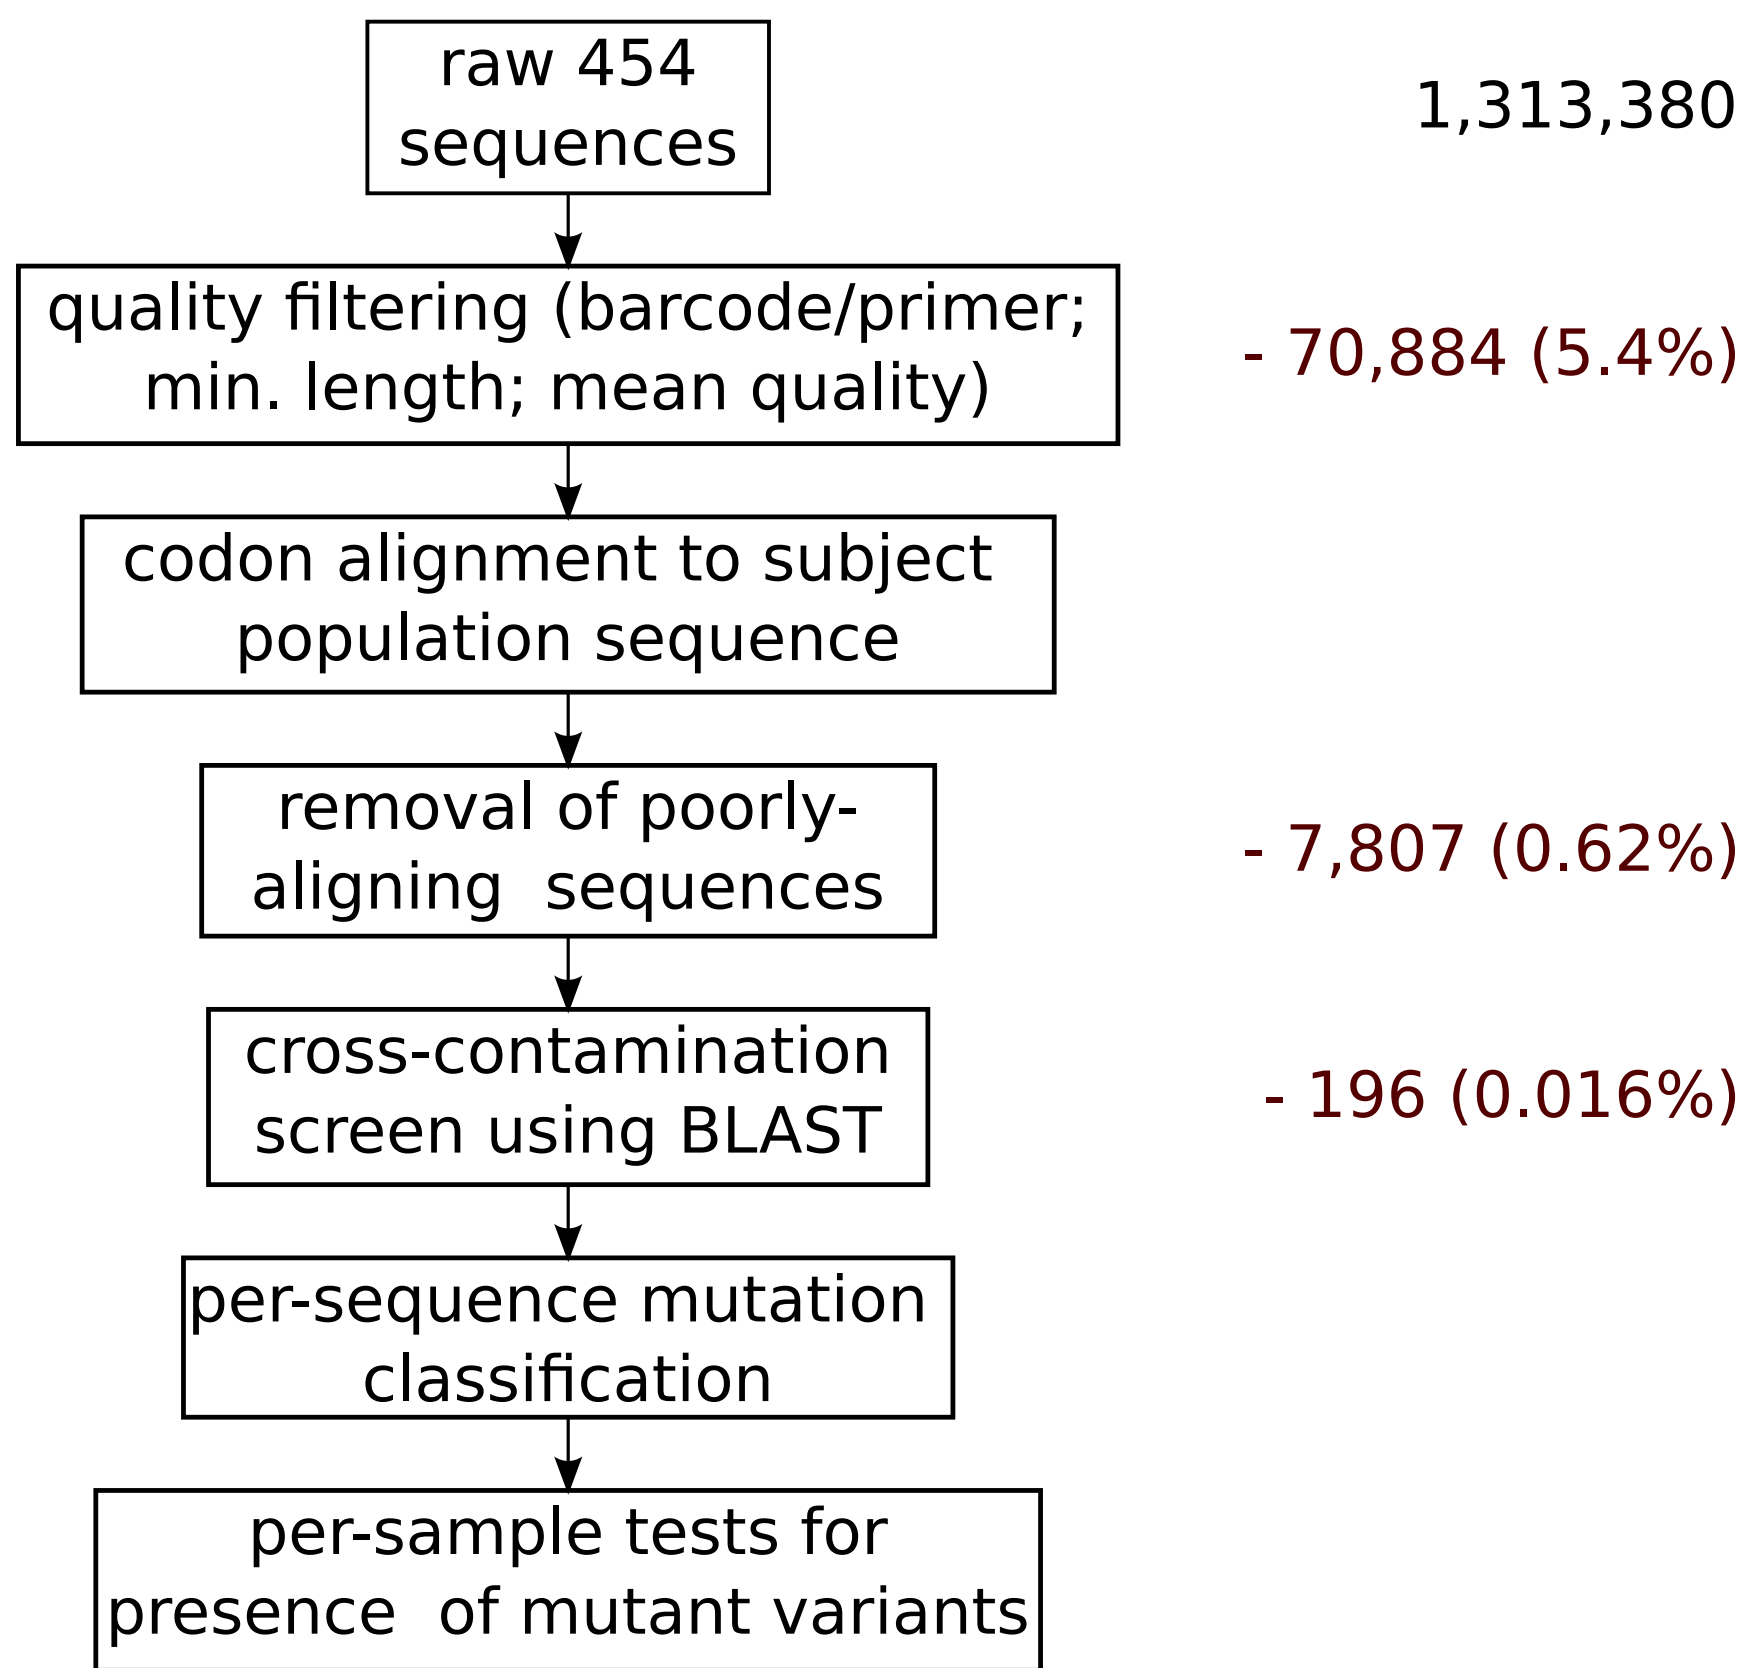 raw 454
sequences
1,313,380
quality filtering (barcode/primer;
min. length; mean quality)
- 70,884 (5.4%)
codon alignment to subject
population sequence
removal of poorly-
aligning sequences
- 7,807 (0.62%)
cross-contamination
screen using BLAST
- 196 (0.016%)
per-sequence mutation
classification
per-sample tests for
presence of mutant variants